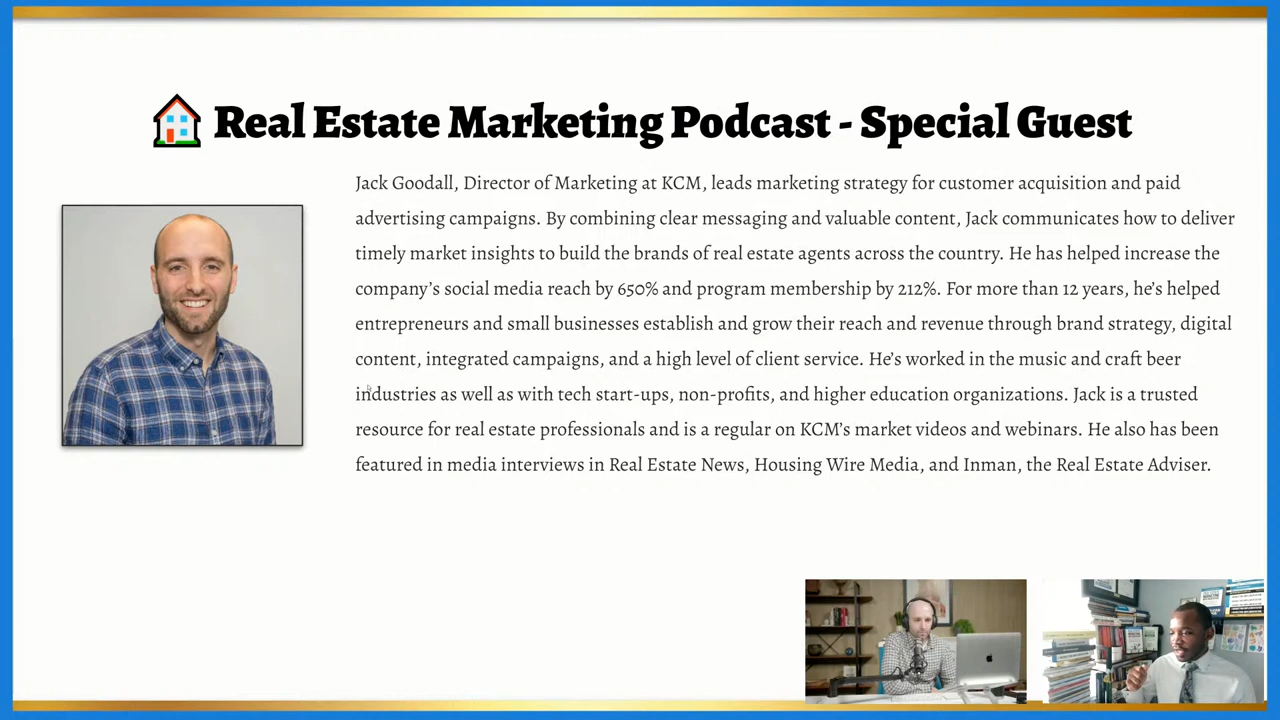 Real Estate Marketing Podcast - Special Guest
Jack Goodall, Director of Marketing at KCM, leads marketing strategy for customer acquisition and paid
advertising campaigns. By combining clear messaging and valuable content, Jack communicates how to deliver
timely market insights to build the brands of real estate agents across the country. He has helped increase the
company’s social media reach by 650% and program membership by 212%. For more than 12 years, he’s helped
entrepreneurs and small businesses establish and grow their reach and revenue through brand strategy, digital
content, integrated campaigns, and a high level of client service. He’s worked in the music and craft beer
industries as well as with tech start-ups, non-profits, and higher education organizations. Jack is a trusted
resource for real estate professionals and is a regular on KCM’s market videos and webinars. He also has been
featured in media interviews in Real Estate News, Housing Wire Media, and Inman, the Real Estate Adviser.